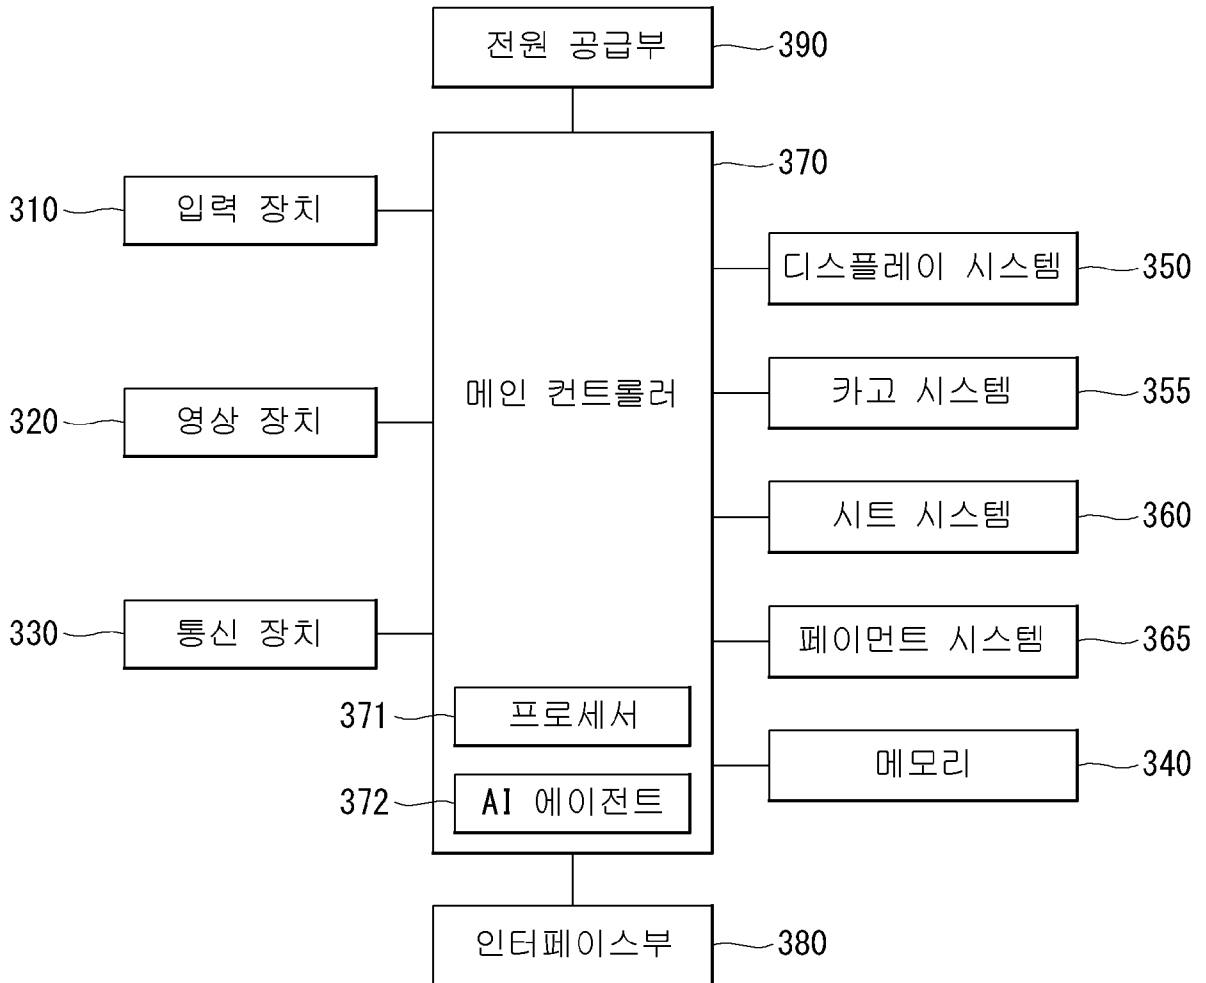 전원 공급부 390
370
310 입력 장치
디스플레이 시스템 350
320 영상 장치
메인 컨트롤러
카고 시스템 355
시트 시스템 360
330 통신 장치
페이먼트 시스템 365
371 프로세서
메모리 340
372 AI 에이전트
인터페이스부 380